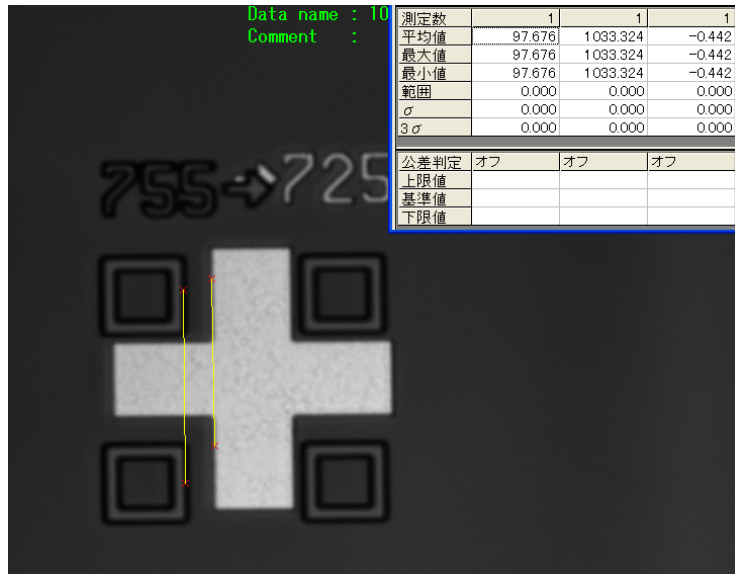 Data name : 10
Comment :
測定数 1 1 1
平均値 97.676 1033.324 -0.442
最大値 97.676 1033.324 -0.442
最小値 97.676 1033.324 -0.442
範囲 0.000 0.000 0.000
σ 0.000 0.000 0.000
3σ 0.000 0.000 0.000
公差判定 オフ オフ オフ
上限値
基準値
下限値
755→725